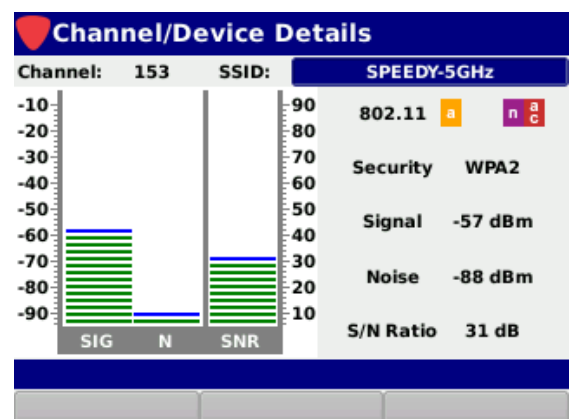 Channel/Device Details
Channel: 153 SSID: SPEEDY-5GHz
-10 90
-20 80
-30 70
-40 60
-50 50
-60 40
-70 30
-80 20
-90 10
SIG N SNR
802.11 a n ac
Security WPA2
Signal -57 dBm
Noise -88 dBm
S/N Ratio 31 dB